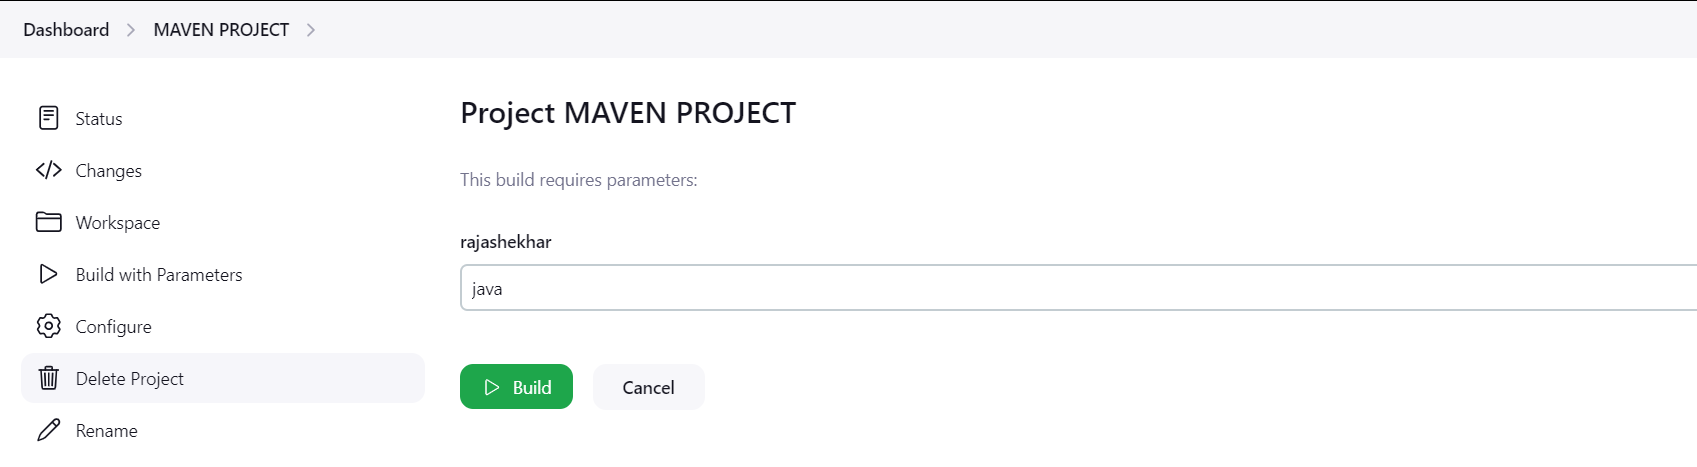 Dashboard > MAVEN PROJECT >
Status
Changes
Workspace
Build with Parameters
Configure
Delete Project
Rename
Project MAVEN PROJECT
This build requires parameters:
rajashekhar
java
Build Cancel